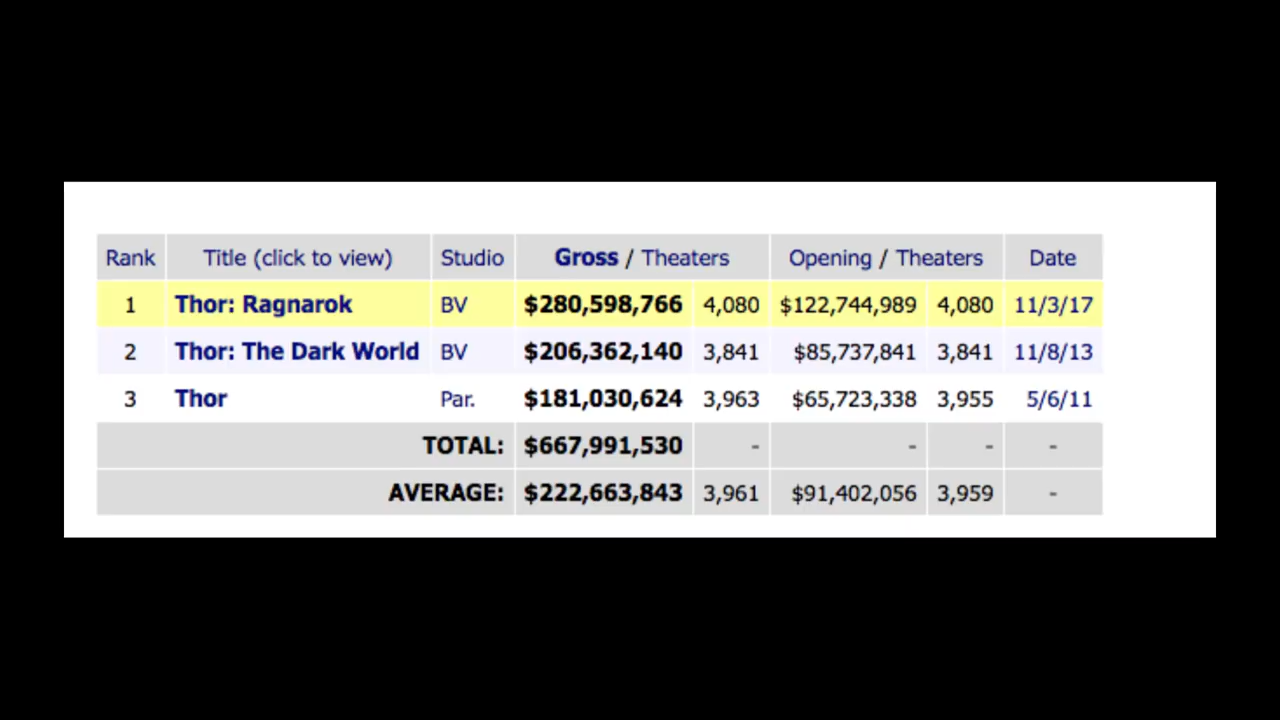 Rank Title (click to view) Studio Gross / Theaters Opening / Theaters Date
1 Thor: Ragnarok BV $280,598,766 4,080 $122,744,989 4,080 11/3/17
2 Thor: The Dark World BV $206,362,140 3,841 $85,737,841 3,841 11/8/13
3 Thor Par. $181,030,624 3,963 $65,723,338 3,955 5/6/11
TOTAL: $667,991,530 - - - -
AVERAGE: $222,663,843 3,961 $91,402,056 3,959 -